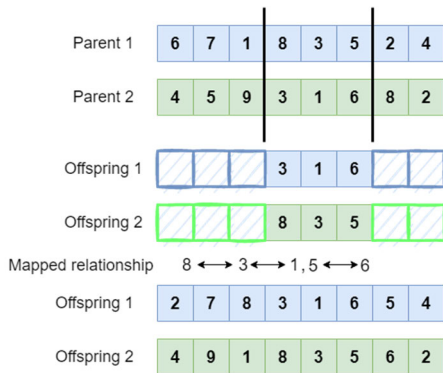 Parent 1 6 7 1 8 3 5 2 4
Parent 2 4 5 9 3 1 6 8 2
Offspring 1 3 1 6
Offspring 2 8 3 5
Mapped relationship 8 ↔ 3 ↔ 1 , 5 ↔ 6
Offspring 1 2 7 8 3 1 6 5 4
Offspring 2 4 9 1 8 3 5 6 2